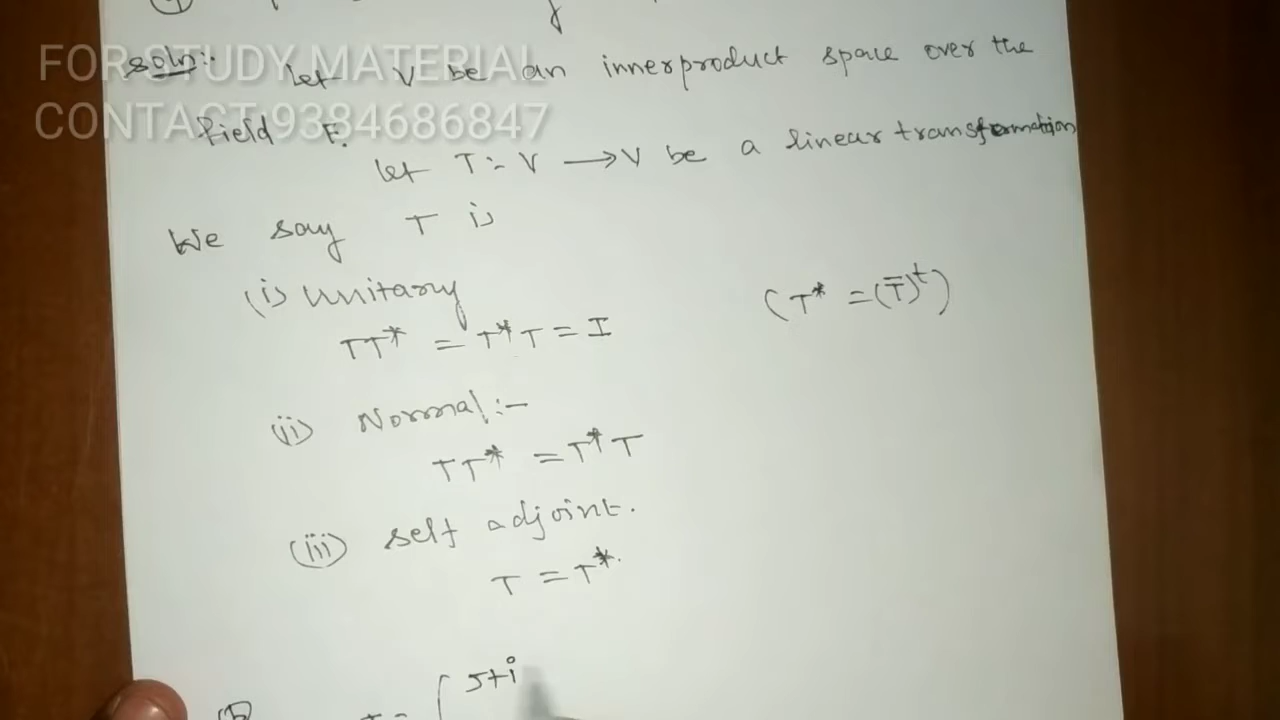 FOR STUDY MATERIAL
CONTACT:9384686847
soln:-
Let V be an innerproduct space over the
field F.
Let T:- V → V be a linear transformation
We say T is
(i) Unitary
TT* = T*T = I
(T* = (T̄)ᵗ)
(ii) Normal:-
TT* = T*T
(iii) self adjoint.
T = T*.
5+i